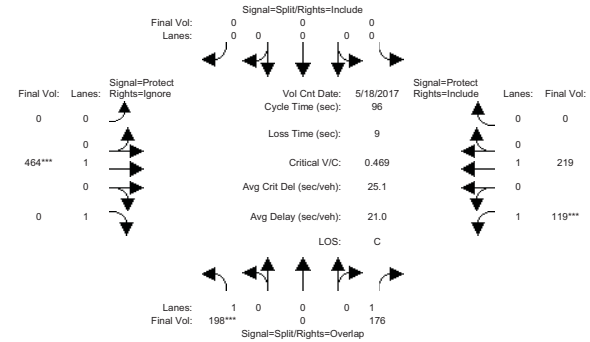 Signal=Split/Rights=Include
Final Vol: 0 0 0
Lanes: 0 0 0 0 0
Signal=Protect Signal=Protect
Final Vol: Lanes: Rights=Ignore Vol Cnt Date: 5/18/2017 Rights=Include Lanes: Final Vol:
Cycle Time (sec): 96
0 0 0 0
Loss Time (sec): 9
0 0
464*** 1 Critical V/C: 0.469 1 219
0 Avg Crit Del (sec/veh): 25.1 0
0 1 Avg Delay (sec/veh): 21.0 1 119***
LOS: C
Lanes: 1 0 0 0 1
Final Vol: 198*** 0 176
Signal=Split/Rights=Overlap